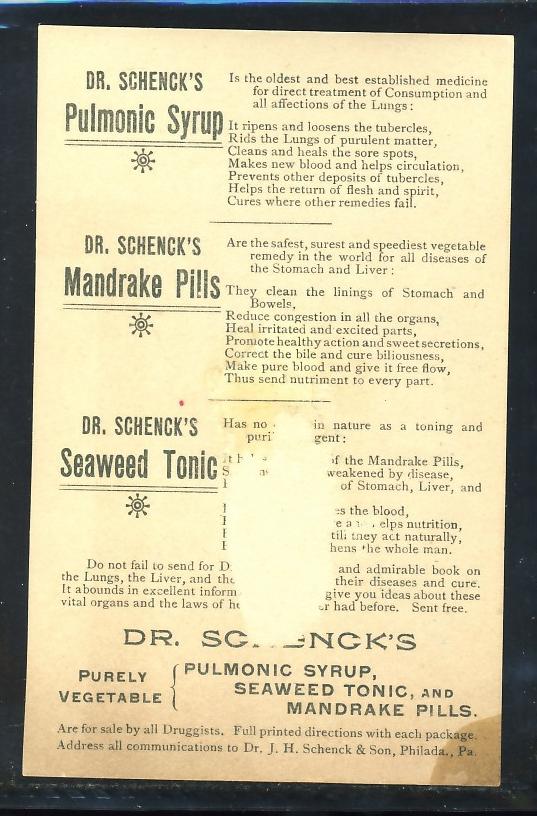 DR. SCHENCK'S
Pulmonic Syrup
Is the oldest and best established medicine
for direct treatment of Consumption and
all affections of the Lungs:
It ripens and loosens the tubercles,
Rids the Lungs of purulent matter,
Cleans and heals the sore spots,
Makes new blood and helps circulation,
Prevents other deposits of tubercles,
Helps the return of flesh and spirit,
Cures where other remedies fail.
DR. SCHENCK'S
Mandrake Pills
Are the safest, surest and speediest vegetable
remedy in the world for all diseases of
the Stomach and Liver:
They clean the linings of Stomach and
Bowels,
Reduce congestion in all the organs,
Heal irritated and excited parts,
Promote healthy action and sweet secretions,
Correct the bile and cure biliousness,
Make pure blood and give it free flow,
Thus send nutriment to every part.
DR. SCHENCK'S
Seaweed Tonic
Has no in nature as a toning and
of the Mandrake Pills,
weakened by disease,
of Stomach, Liver, and
the blood,
nutrition,
they act naturally,
the whole man.
Do not fail to send for and admirable book on
the Lungs, the Liver, and their diseases and cure.
It abounds in excellent give you ideas about these
vital organs and the laws of had before. Sent free.
DR. SCHENCK'S
PURELY
VEGETABLE
PULMONIC SYRUP,
SEAWEED TONIC, AND
MANDRAKE PILLS.
Are for sale by all Druggists. Full printed directions with each package.
Address all communications to Dr. J. H. Schenck & Son, Philada., Pa.